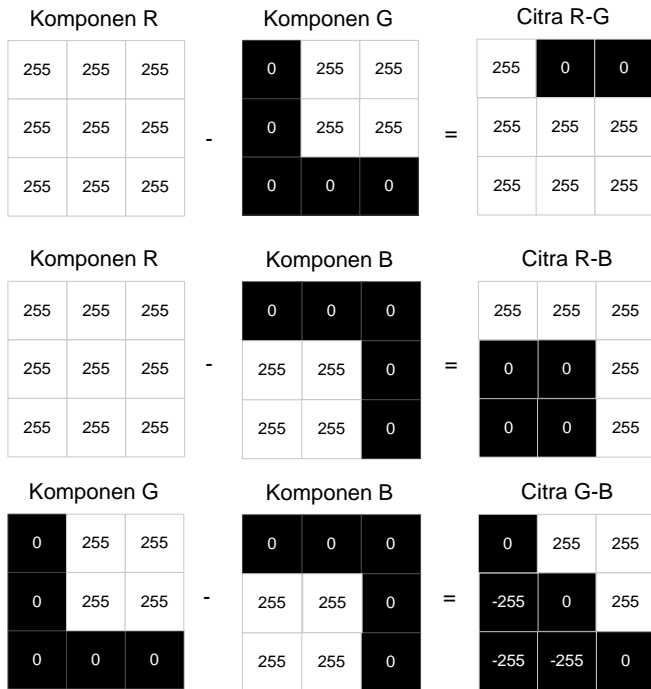 Komponen R Komponen G Citra R-G
255 255 255 0 255 255 255 0 0
255 255 255 - 0 255 255 = 255 255 255
255 255 255 0 0 0 255 255 255
Komponen R Komponen B Citra R-B
255 255 255 0 0 0 255 255 255
255 255 255 - 255 255 0 = 0 0 255
255 255 255 255 255 0 0 0 255
Komponen G Komponen B Citra G-B
0 255 255 0 0 0 0 255 255
0 255 255 - 255 255 0 = -255 0 255
0 0 0 255 255 0 -255 -255 0